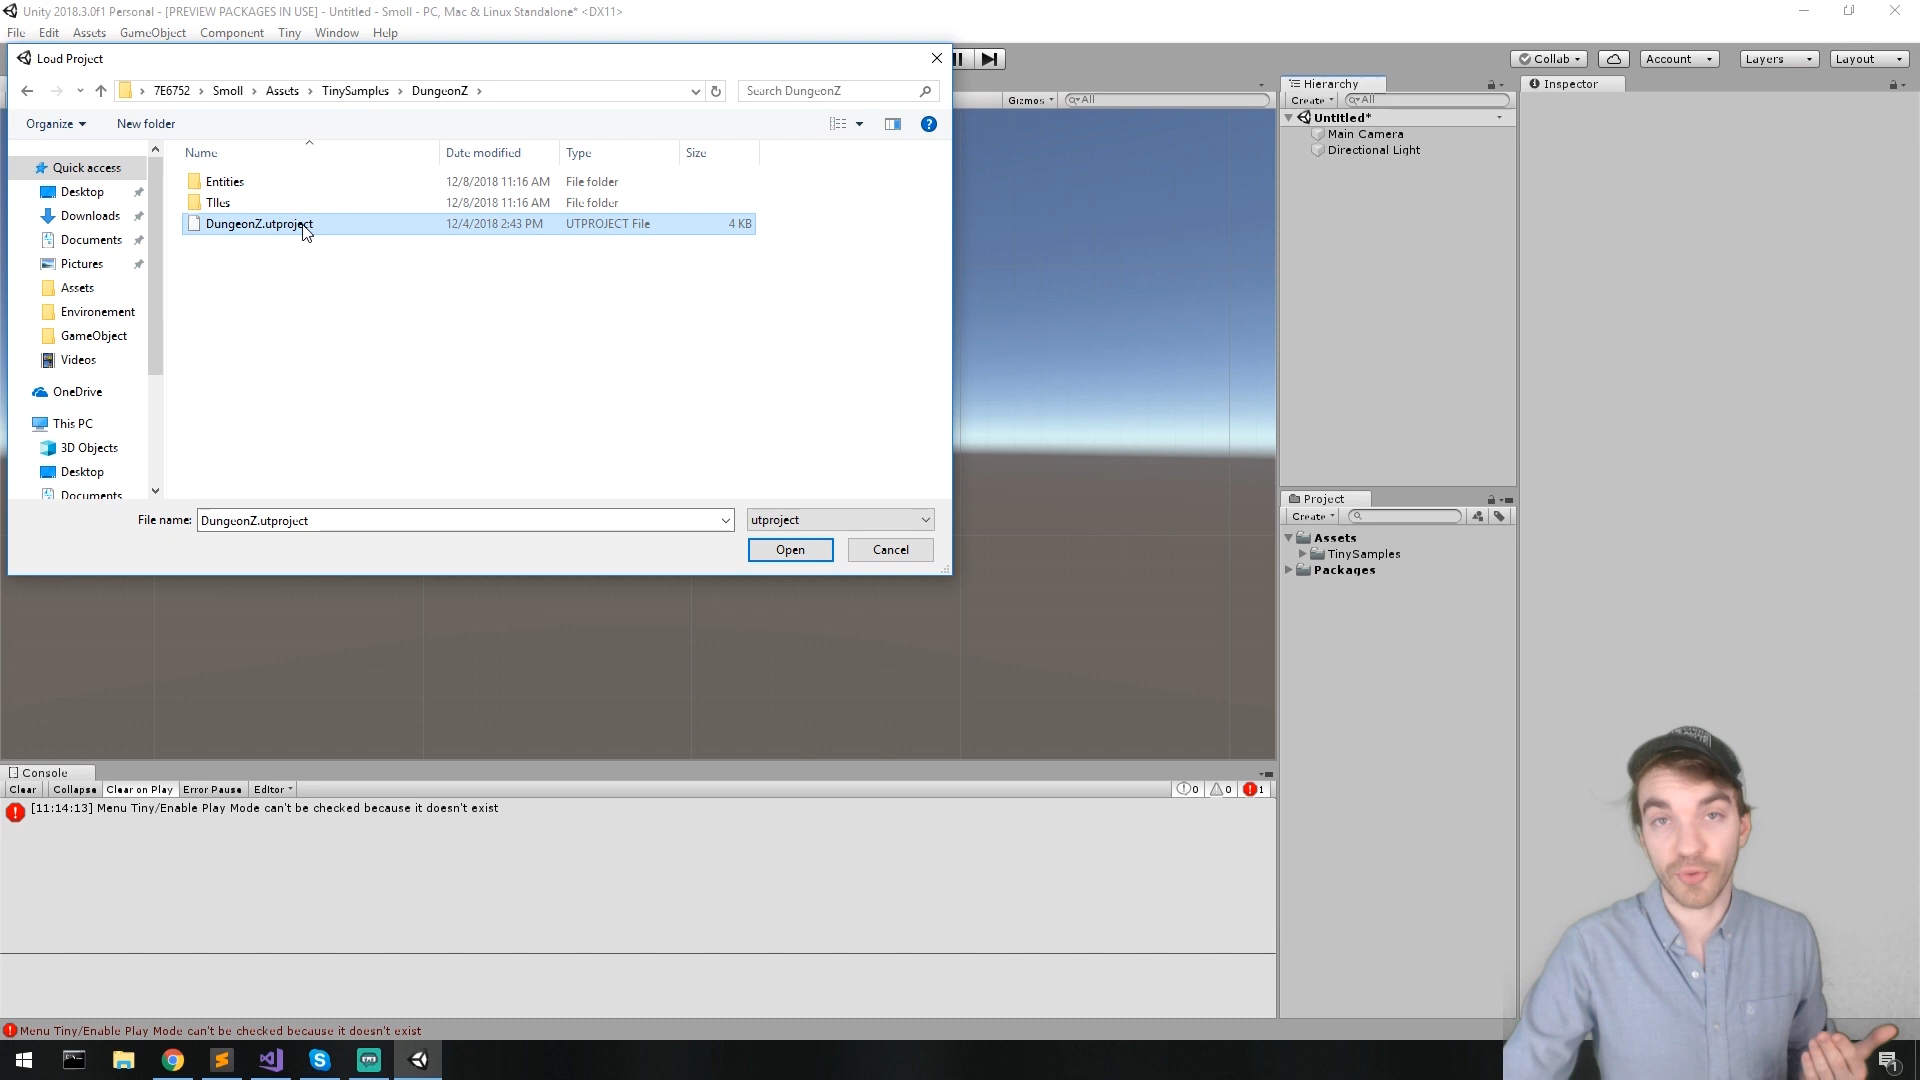 Unity 2018.3.0f1 Personal - [PREVIEW PACKAGES IN USE] - Untitled - Smoll - PC, Mac & Linux Standalone* <DX11>
File Edit Assets GameObject Component Tiny Window Help
Load Project
Collab Account Layers Layout
7E6752 Smoll Assets TinySamples DungeonZ Search DungeonZ
Gizmos All
Hierarchy
Create All
Inspector
Organize New folder
Untitled*
Main Camera
Directional Light
Name Date modified Type Size
Quick access
Desktop
Downloads
Documents
Pictures
Assets
Environement
GameObject
Videos
OneDrive
This PC
3D Objects
Desktop
Documents
Entities 12/8/2018 11:16 AM File folder
TIles 12/8/2018 11:16 AM File folder
DungeonZ.utproject 12/4/2018 2:43 PM UTPROJECT File 4 KB
File name: DungeonZ.utproject utproject
Open Cancel
Project
Create
Assets
TinySamples
Packages
Console
Clear Collapse Clear on Play Error Pause Editor 0 0 1
[11:14:13] Menu Tiny/Enable Play Mode can't be checked because it doesn't exist
Menu Tiny/Enable Play Mode can't be checked because it doesn't exist
1